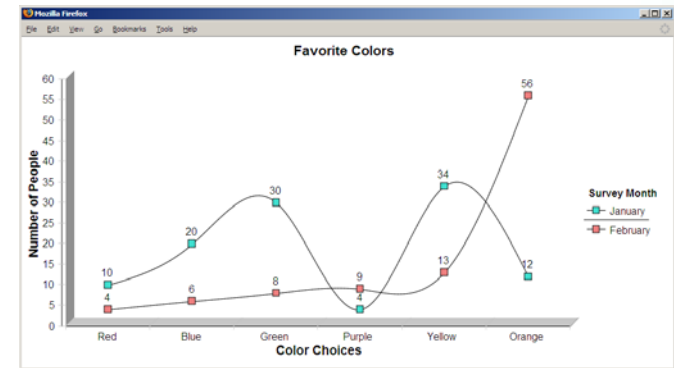 Mozilla Firefox
File Edit View Go Bookmarks Tools Help
Favorite Colors
Number of People
60
50
45
40
35
30
25
20
15
10
5
0
10
20
30
4
34
12
4
6
8
9
13
56
Red Blue Green Purple Yellow Orange
Color Choices
Survey Month
January
February